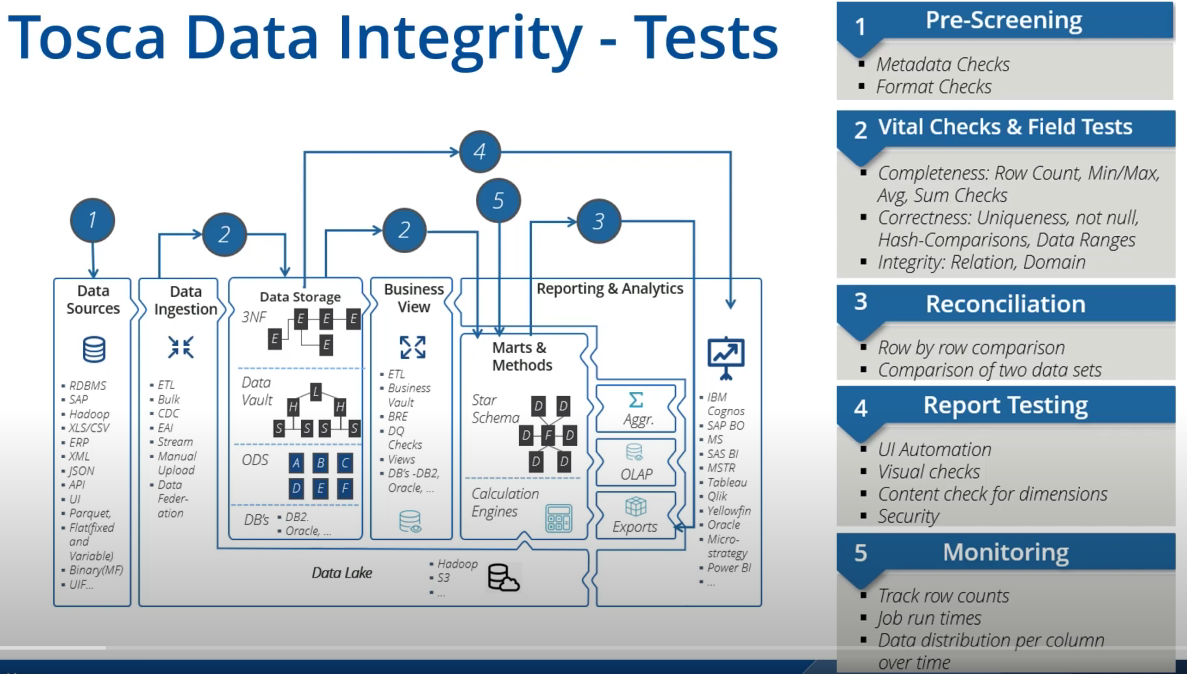 Tosca Data Integrity - Tests
4
5
1
2
2
3
Data
Sources
▪ RDBMS
▪ SAP
▪ Hadoop
▪ XLS/CSV
▪ ERP
▪ XML
▪ JSON
▪ API
▪ UI
▪ Parquet,
▪ Flat(fixed
and
Variable)
▪ Binary(MF)
▪ UIF...
Data
Ingestion
▪ ETL
▪ Bulk
▪ CDC
▪ EAI
▪ Stream
▪ Manual
Upload
▪ Data
Feder-
ation
Data Storage
3NF
E E E
E E
Data
Vault
L
H H
S S S S
ODS
A B C
D E F
DB's
▪ DB2.
▪ Oracle, ...
Business
View
▪ ETL
▪ Business
Vault
▪ BRE
▪ DQ
Checks
▪ Views
▪ DB's -DB2,
Oracle, ...
Reporting & Analytics
Marts &
Methods
Star
Schema
D D
D F D
D D
Calculation
Engines
Σ
Aggr.
OLAP
Exports
▪ IBM
Cognos
▪ SAP BO
▪ MS
▪ SAS BI
▪ MSTR
▪ Tableau
▪ Qlik
▪ Yellowfin
▪ Oracle
▪ Micro-
strategy
▪ Power BI
▪ ...
Data Lake
▪ Hadoop
▪ S3
▪ ...
1 Pre-Screening
▪ Metadata Checks
▪ Format Checks
2 Vital Checks & Field Tests
▪ Completeness: Row Count, Min/Max,
Avg, Sum Checks
▪ Correctness: Uniqueness, not null,
Hash-Comparisons, Data Ranges
▪ Integrity: Relation, Domain
3 Reconciliation
▪ Row by row comparison
▪ Comparison of two data sets
4 Report Testing
▪ UI Automation
▪ Visual checks
▪ Content check for dimensions
▪ Security
5 Monitoring
▪ Track row counts
▪ Job run times
▪ Data distribution per column
over time